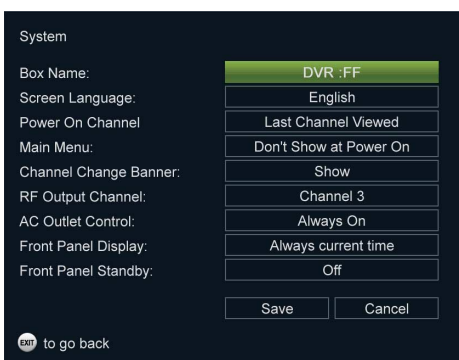 System
Box Name: DVR :FF
Screen Language: English
Power On Channel Last Channel Viewed
Main Menu: Don't Show at Power On
Channel Change Banner: Show
RF Output Channel: Channel 3
AC Outlet Control: Always On
Front Panel Display: Always current time
Front Panel Standby: Off
Save Cancel
EXIT to go back